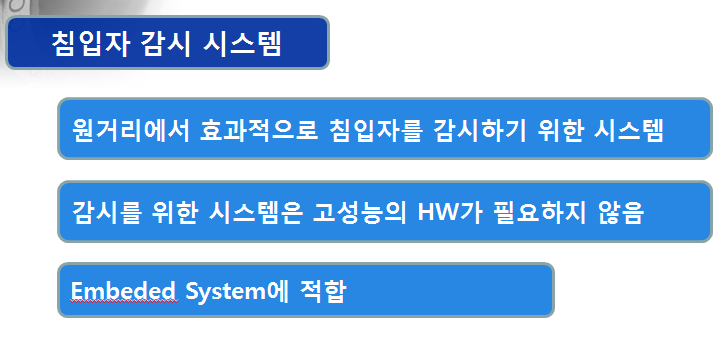 침입자 감시 시스템
원거리에서 효과적으로 침입자를 감시하기 위한 시스템
감시를 위한 시스템은 고성능의 HW가 필요하지 않음
Embeded System에 적합